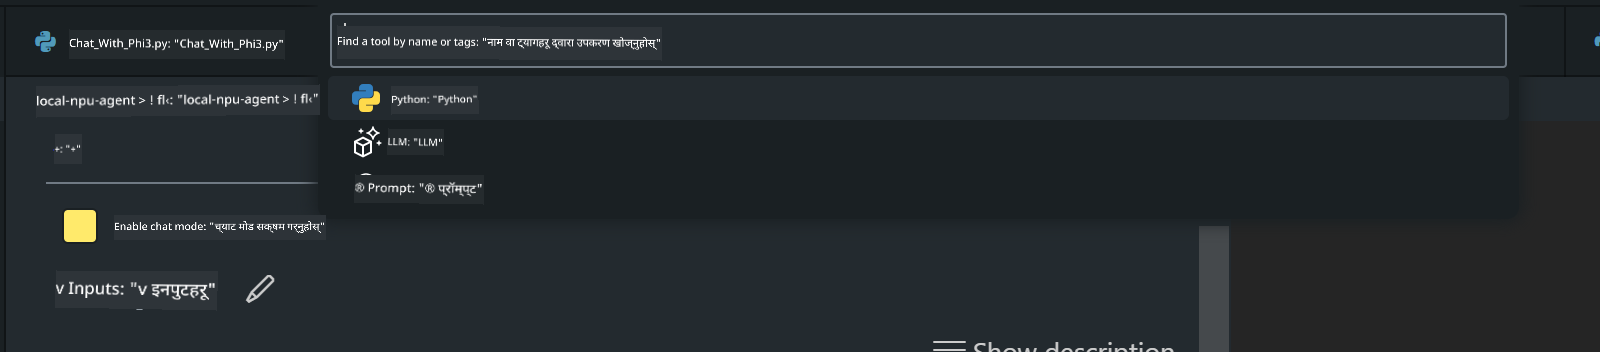 Chat_With_Phi3.py: "Chat_With_Phi3.py"
Find a tool by name or tags: "नाम वा ट्यागहरू द्वारा उपकरण खोज्नुहोस्"
local-npu-agent > ! fl‹: "local-npu-agent > ! fl‹"
Python: "Python"
+: "+"
LLM: "LLM"
® Prompt: "® प्रॉम्प्ट"
Enable chat mode: "च्याट मोड सक्षम गर्नुहोस्"
v Inputs: "v इनपुटहरू"
Show description